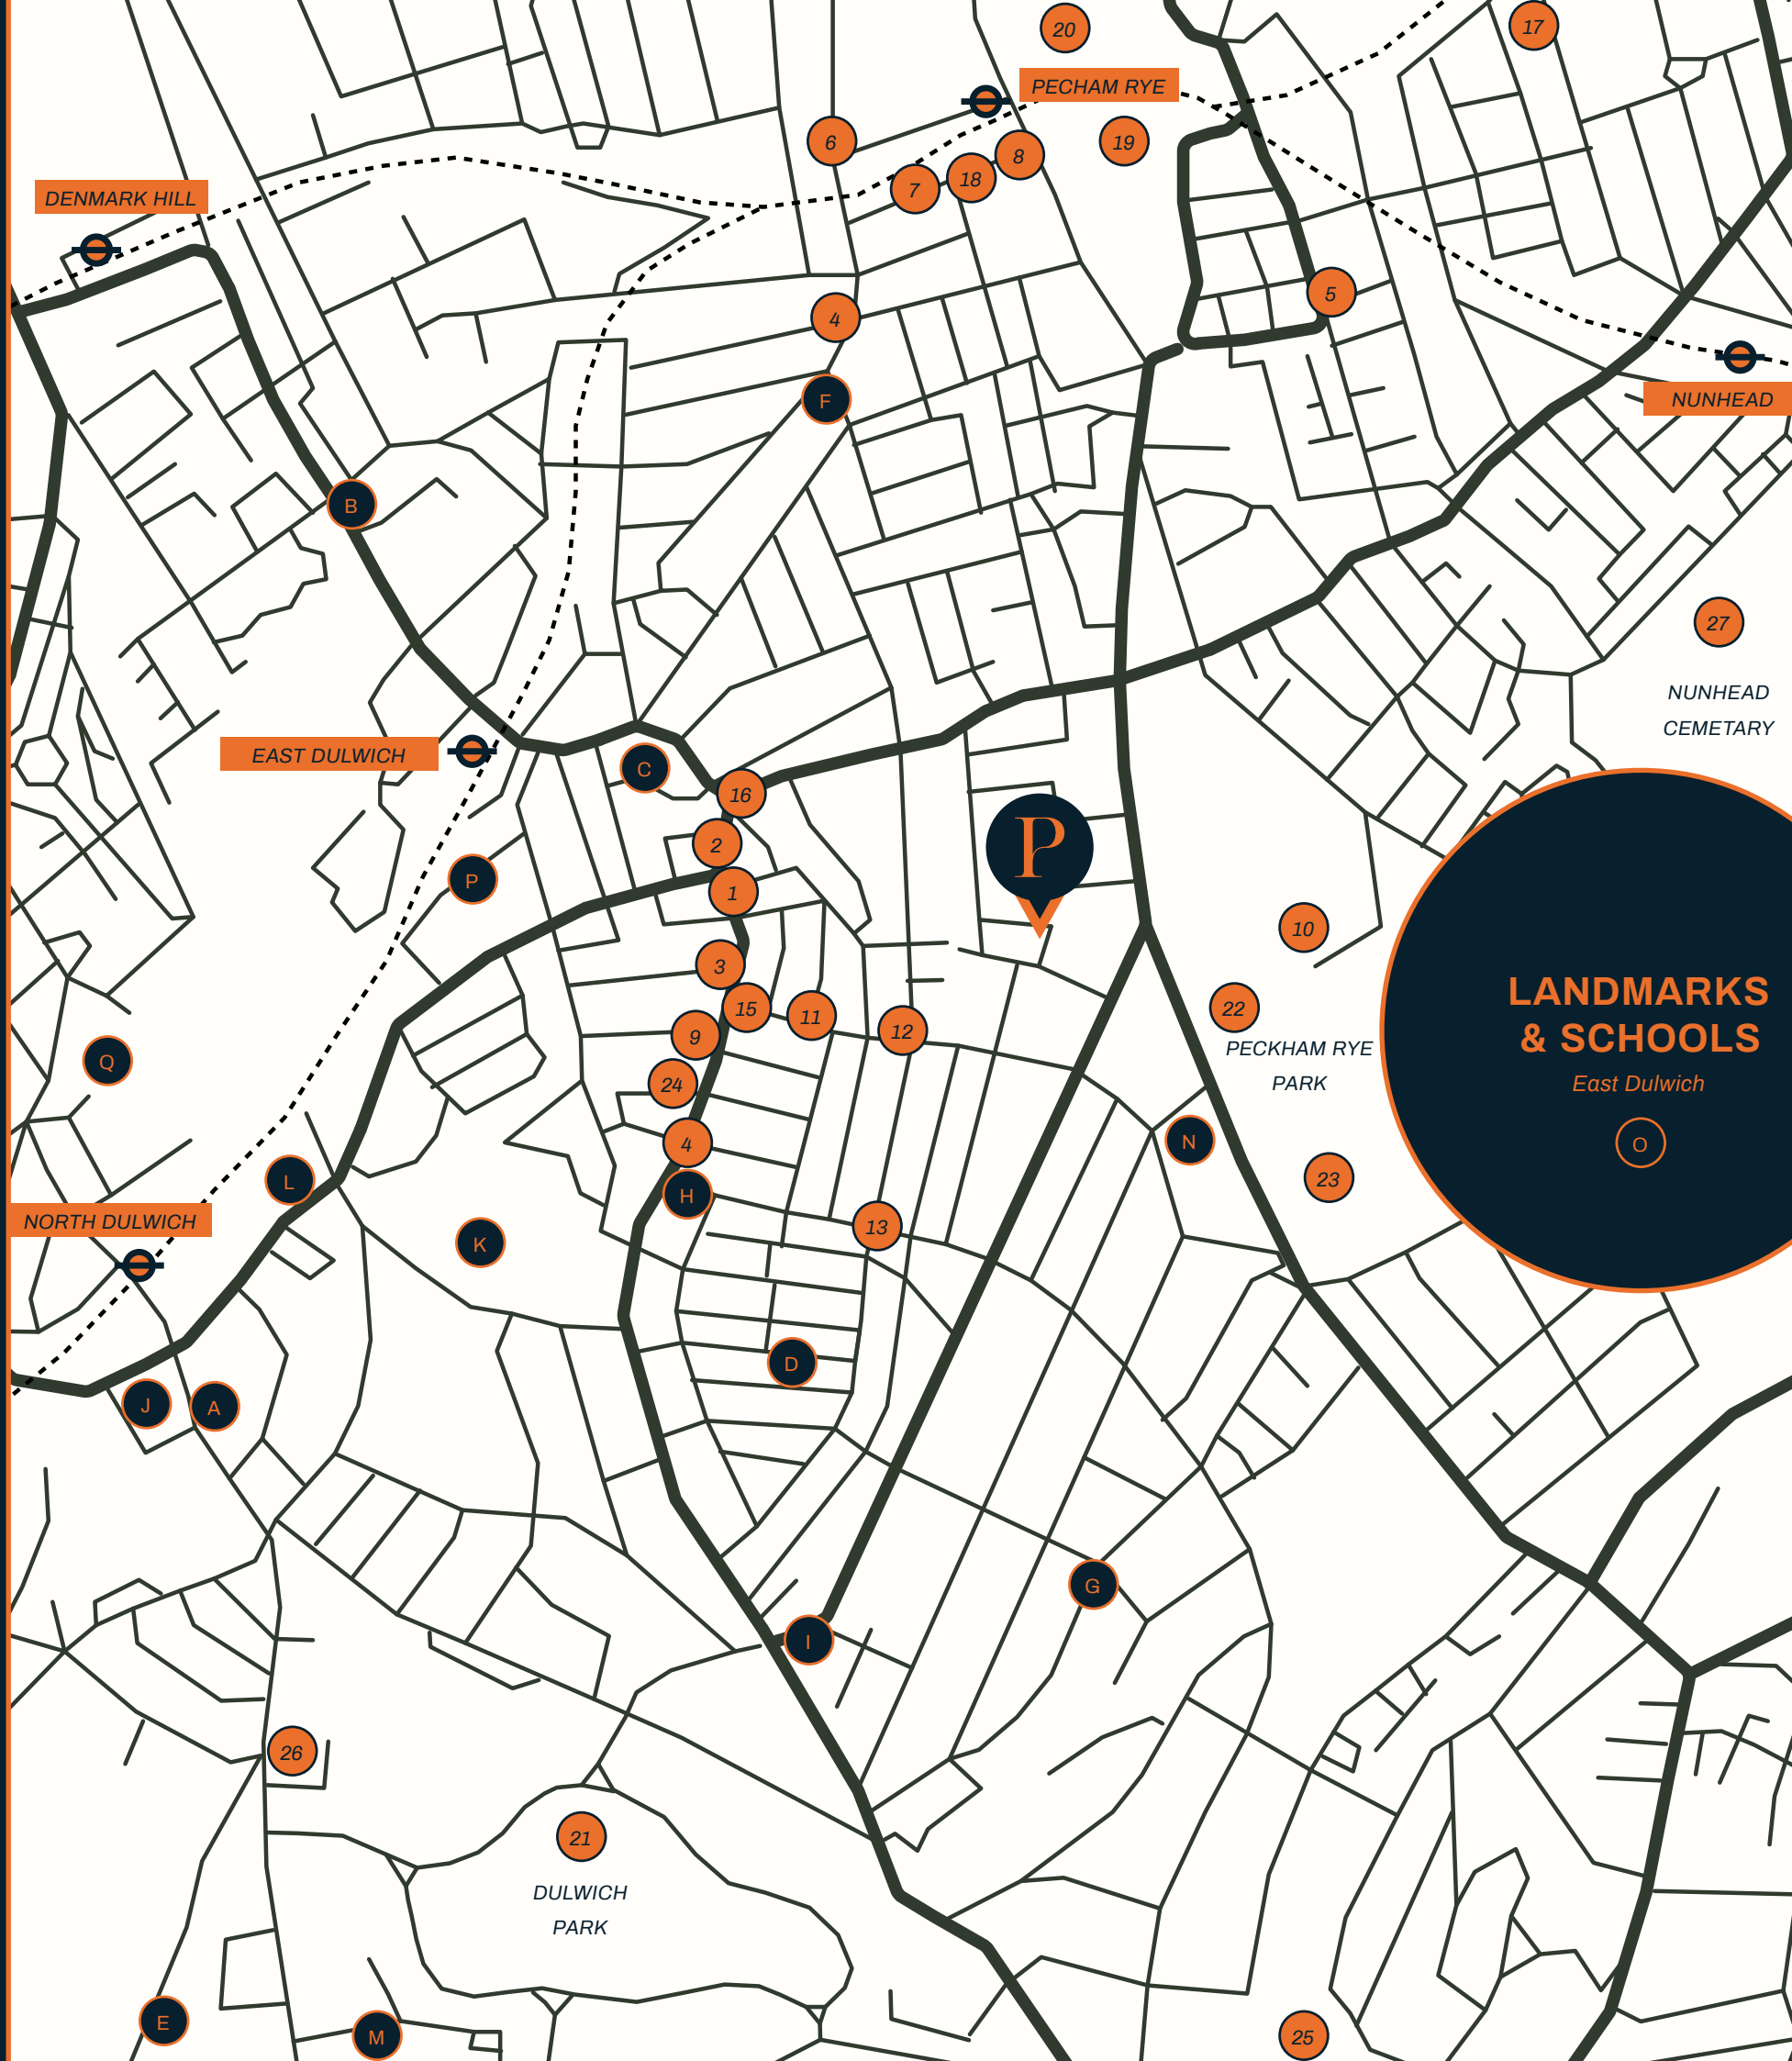 20
17
PECHAM RYE
6
19
8
18
7
DENMARK HILL
5
4
NUNHEAD
F
B
27
NUNHEAD
CEMETARY
EAST DULWICH
C
16
2
P
P
1
10
3
LANDMARKS
& SCHOOLS
East Dulwich
O
15
11
22
12
9
PECKHAM RYE
PARK
Q
24
4
N
L
23
H
NORTH DULWICH
13
K
D
J
A
G
I
26
21
DULWICH
PARK
E
M
25